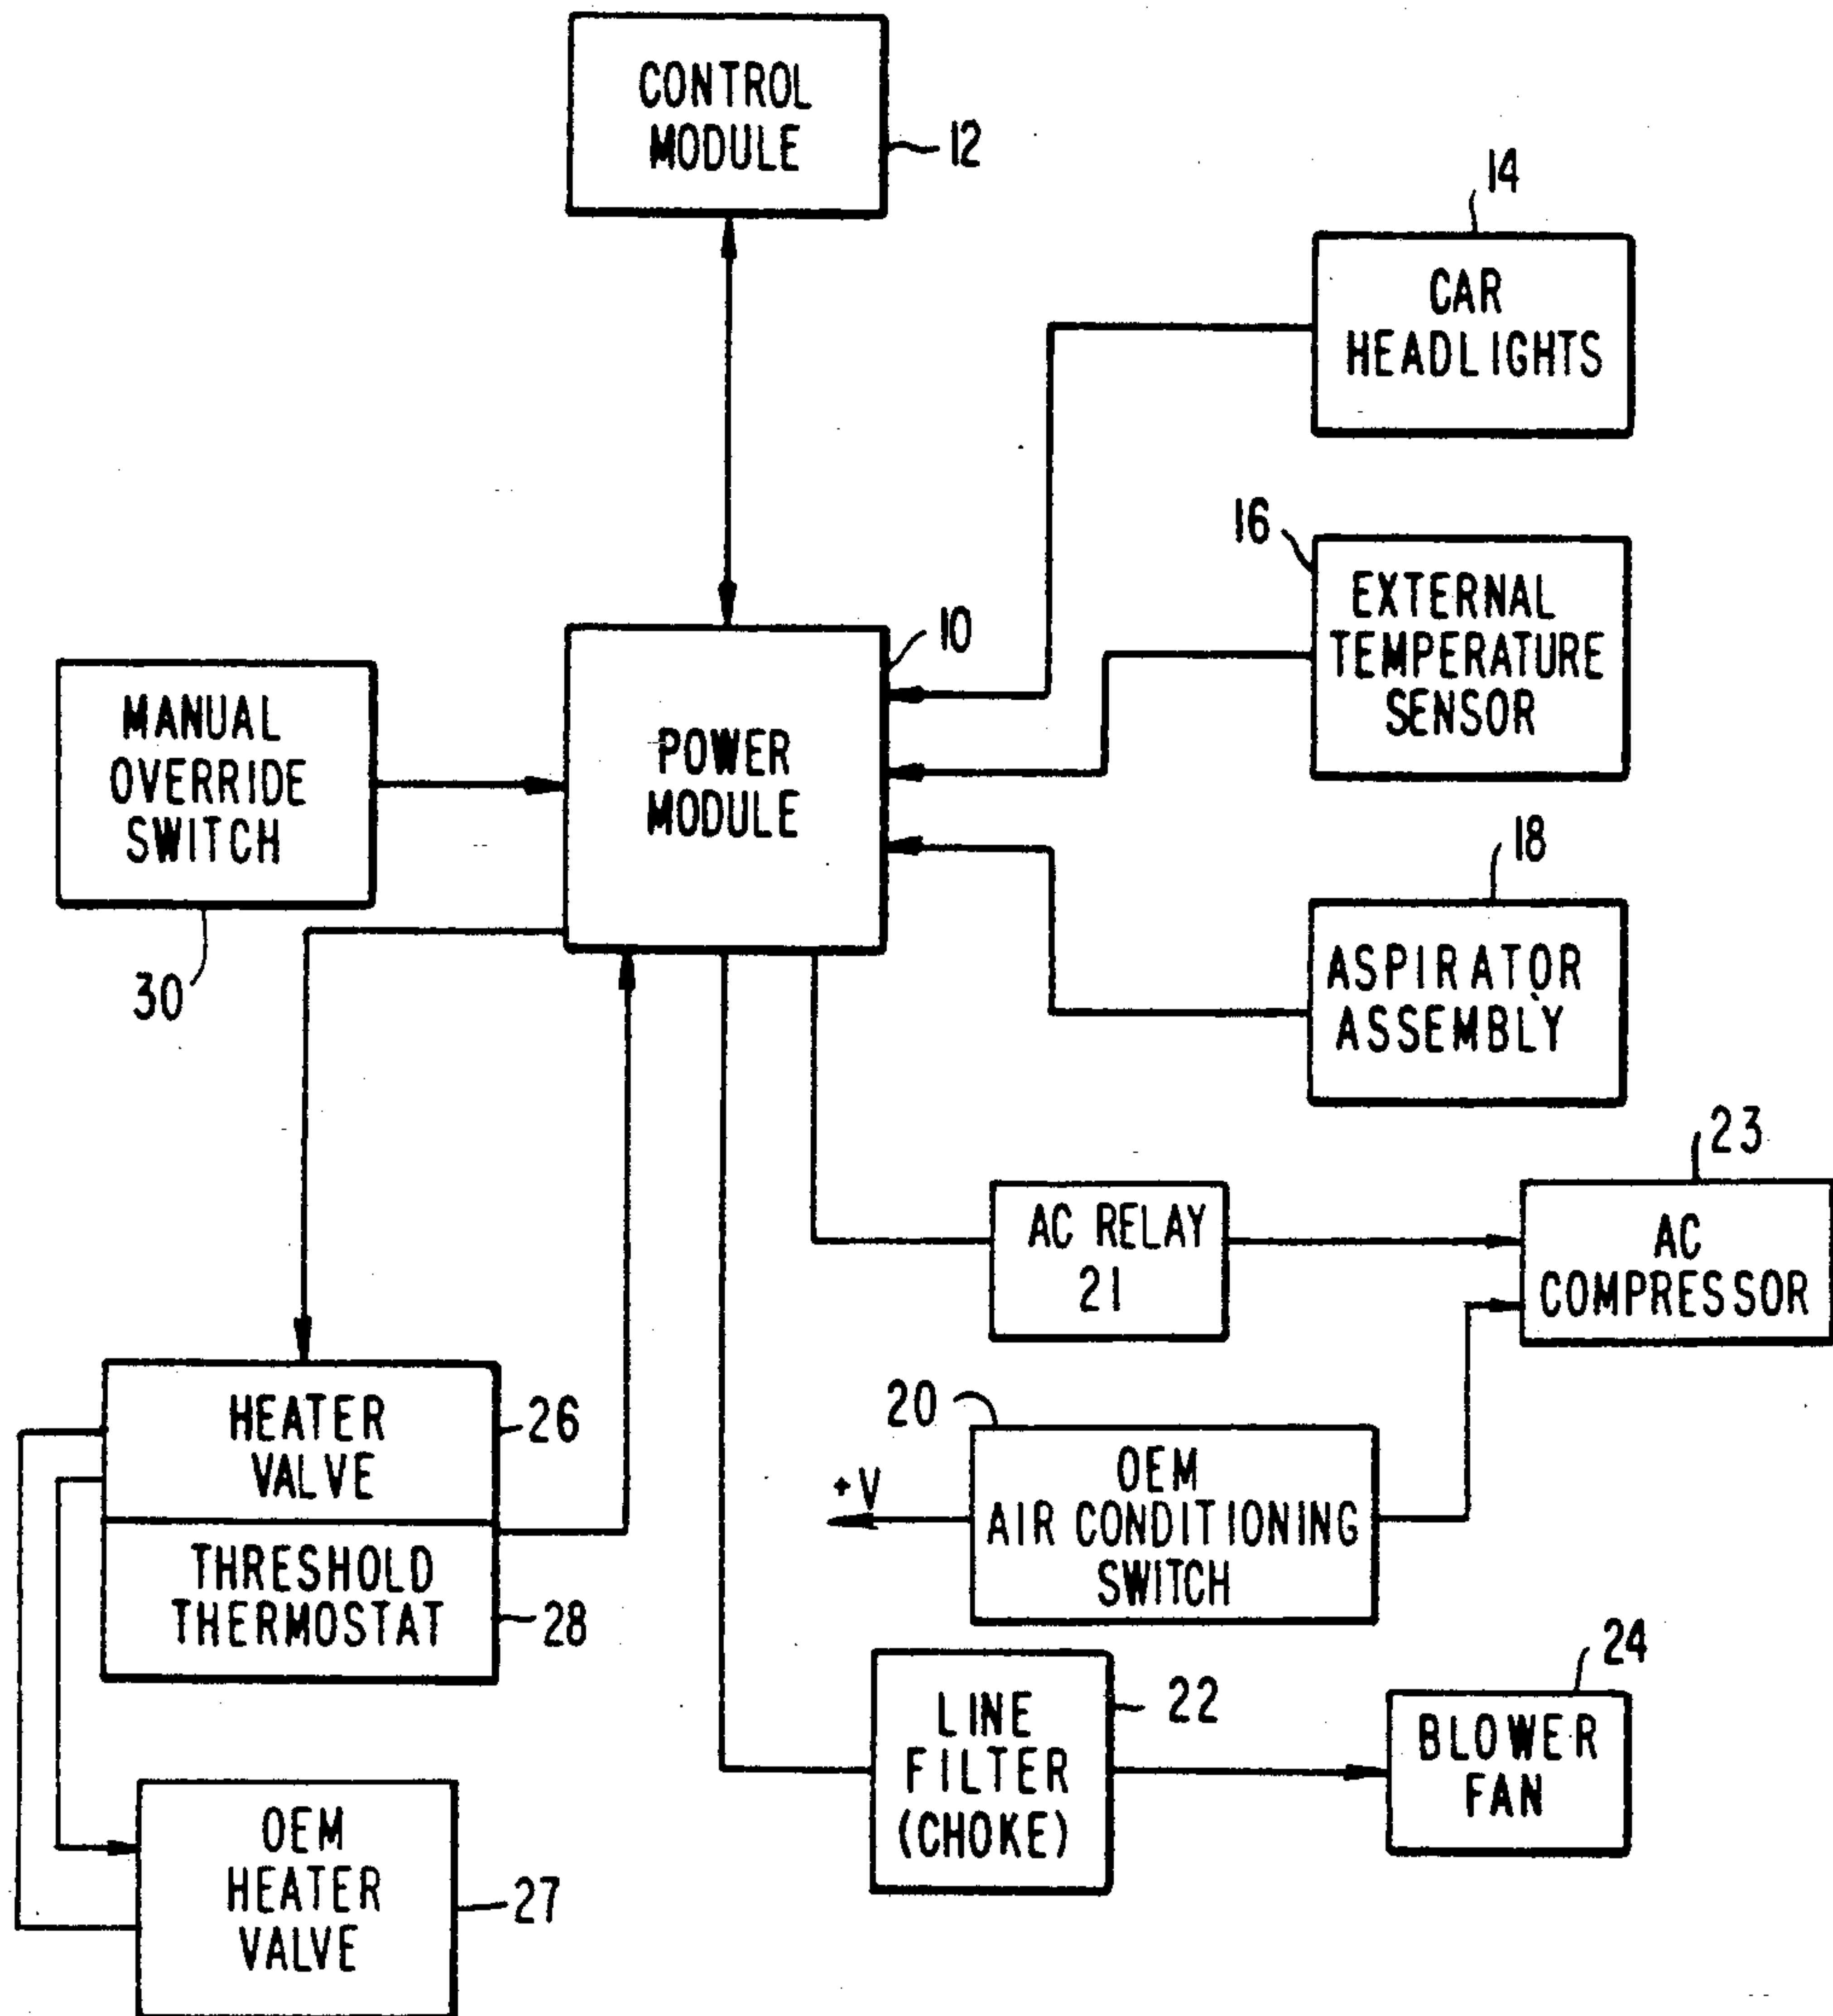 CONTROL
MODULE
12
14
CAR
HEADLIGHTS
16
EXTERNAL
TEMPERATURE
SENSOR
10
POWER
MODULE
MANUAL
OVERRIDE
SWITCH
30
18
ASPIRATOR
ASSEMBLY
23
AC RELAY
21
AC
COMPRESSOR
HEATER
VALVE
26
THRESHOLD
THERMOSTAT
28
20
+V
OEM
AIR CONDITIONING
SWITCH
LINE
FILTER
(CHOKE)
22
24
BLOWER
FAN
OEM
HEATER
VALVE
27